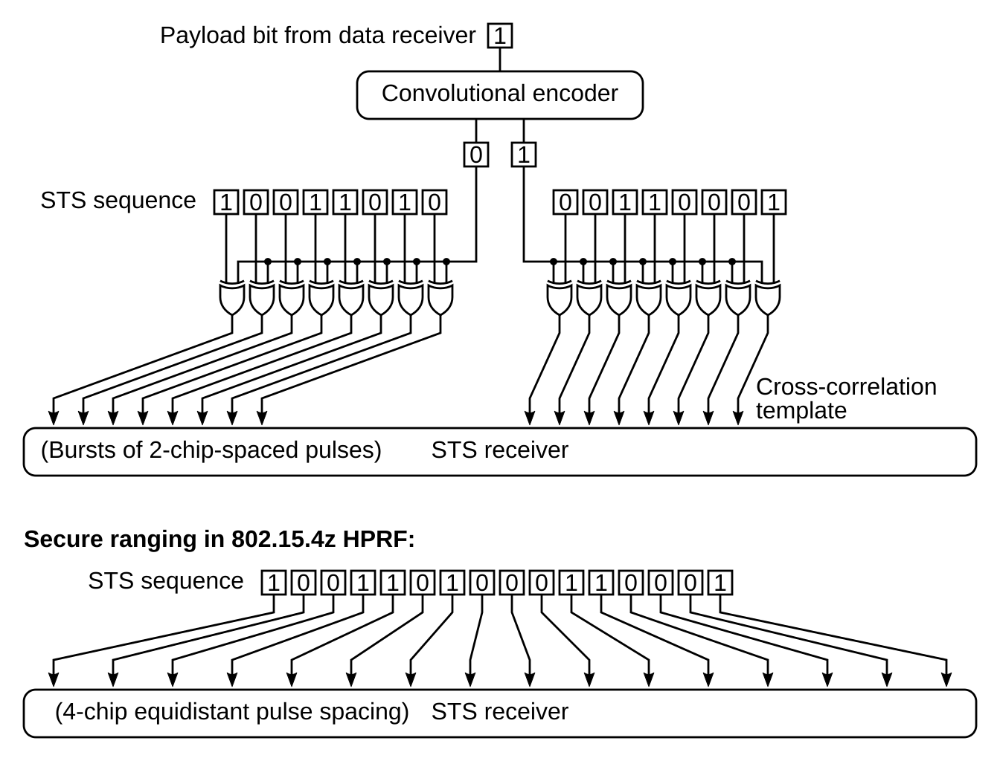 Payload bit from data receiver 1
Convolutional encoder
0 1
STS sequence 1 0 0 1 1 0 1 0 0 0 1 1 0 0 0 1
Cross-correlation
template
(Bursts of 2-chip-spaced pulses) STS receiver
Secure ranging in 802.15.4z HPRF:
STS sequence 1 0 0 1 1 0 1 0 0 0 1 1 0 0 0 1
(4-chip equidistant pulse spacing) STS receiver